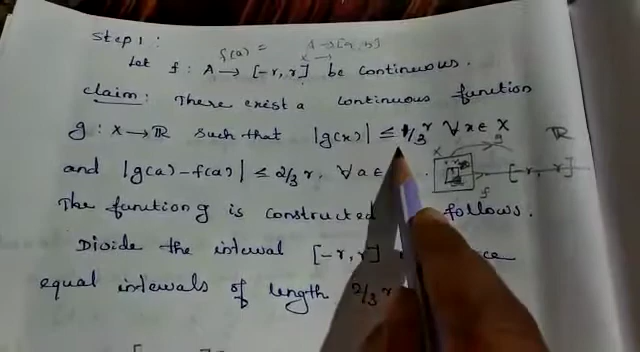 Step 1:
f(a) = A → [a, b]
X →
Let f : A → [-r, r] be continuous.
claim: There exist a continuous function
g : X → ℝ such that |g(x)| ≤ 1/3 r ∀ x ∈ X ℝ
and |g(a) - f(a)| ≤ 2/3 r, ∀ a ∈
X g
f [-r, r]
The function g is constructed follows.
Divide the interval [-r, r]
equal intervals of length 2/3 r